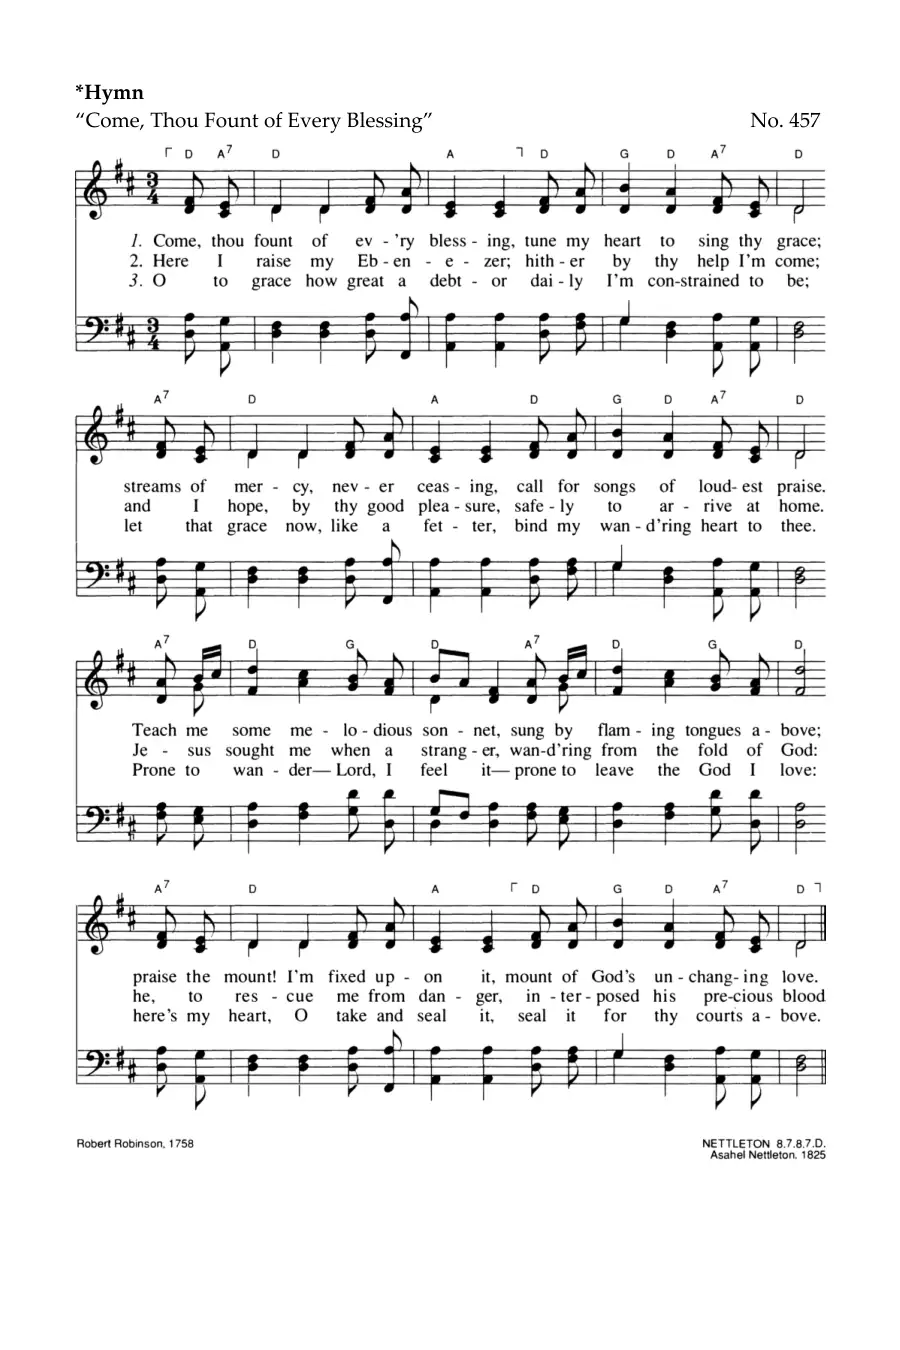 *Hymn
“Come, Thou Fount of Every Blessing” No. 457
D A7 D A D G D A7 D
3 4
1. Come, thou fount of ev - ’ry bless - ing, tune my heart to sing thy grace;
2. Here I raise my Eb - en - e - zer; hith - er by thy help I’m come;
3. O to grace how great a debt - or dai - ly I’m con-strained to be;
3 4
A7 D A D G D A7 D
streams of mer - cy, nev - er ceas - ing, call for songs of loud- est praise.
and I hope, by thy good plea - sure, safe - ly to ar - rive at home.
let that grace now, like a fet - ter, bind my wan - d’ring heart to thee.
A7 D G D A7 D G D
Teach me some me - lo - dious son - net, sung by flam - ing tongues a - bove;
Je - sus sought me when a strang - er, wan-d’ring from the fold of God:
Prone to wan - der— Lord, I feel it— prone to leave the God I love:
A7 D A D G D A7 D
praise the mount! I’m fixed up - on it, mount of God’s un - chang- ing love.
he, to res - cue me from dan - ger, in - ter - posed his pre-cious blood
here’s my heart, O take and seal it, seal it for thy courts a - bove.
Robert Robinson, 1758 NETTLETON 8.7.8.7.D.
Asahel Nettleton. 1825